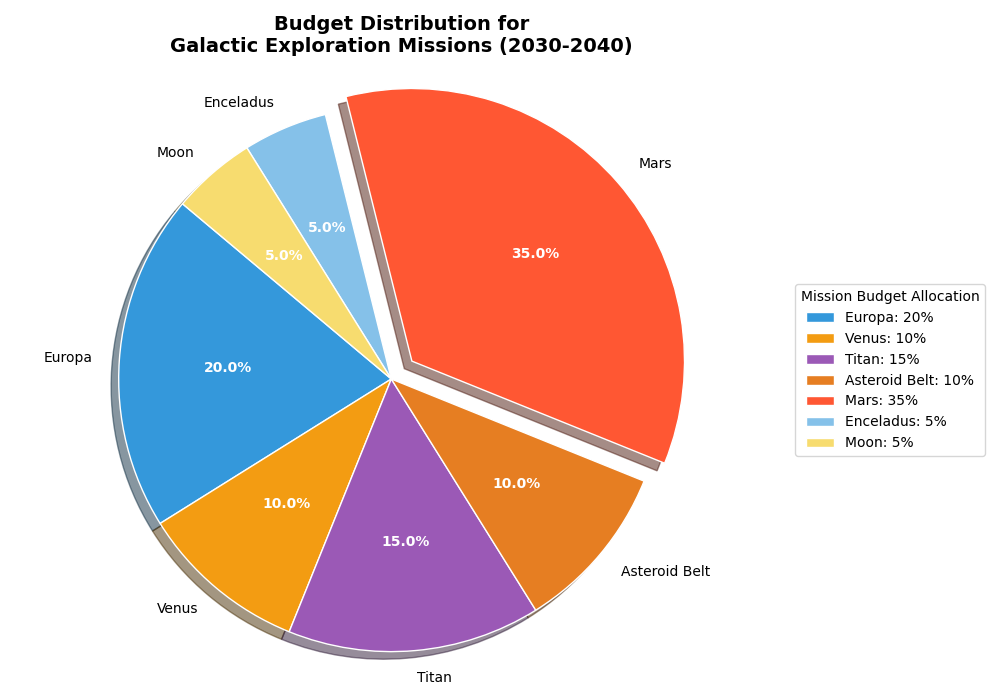 Budget Distribution for
Galactic Exploration Missions (2030-2040)
Enceladus
Moon
Mars
5.0%
5.0%
35.0%
Europa
20.0%
10.0%
15.0%
10.0%
Venus
Titan
Asteroid Belt
Mission Budget Allocation
Europa: 20%
Venus: 10%
Titan: 15%
Asteroid Belt: 10%
Mars: 35%
Enceladus: 5%
Moon: 5%